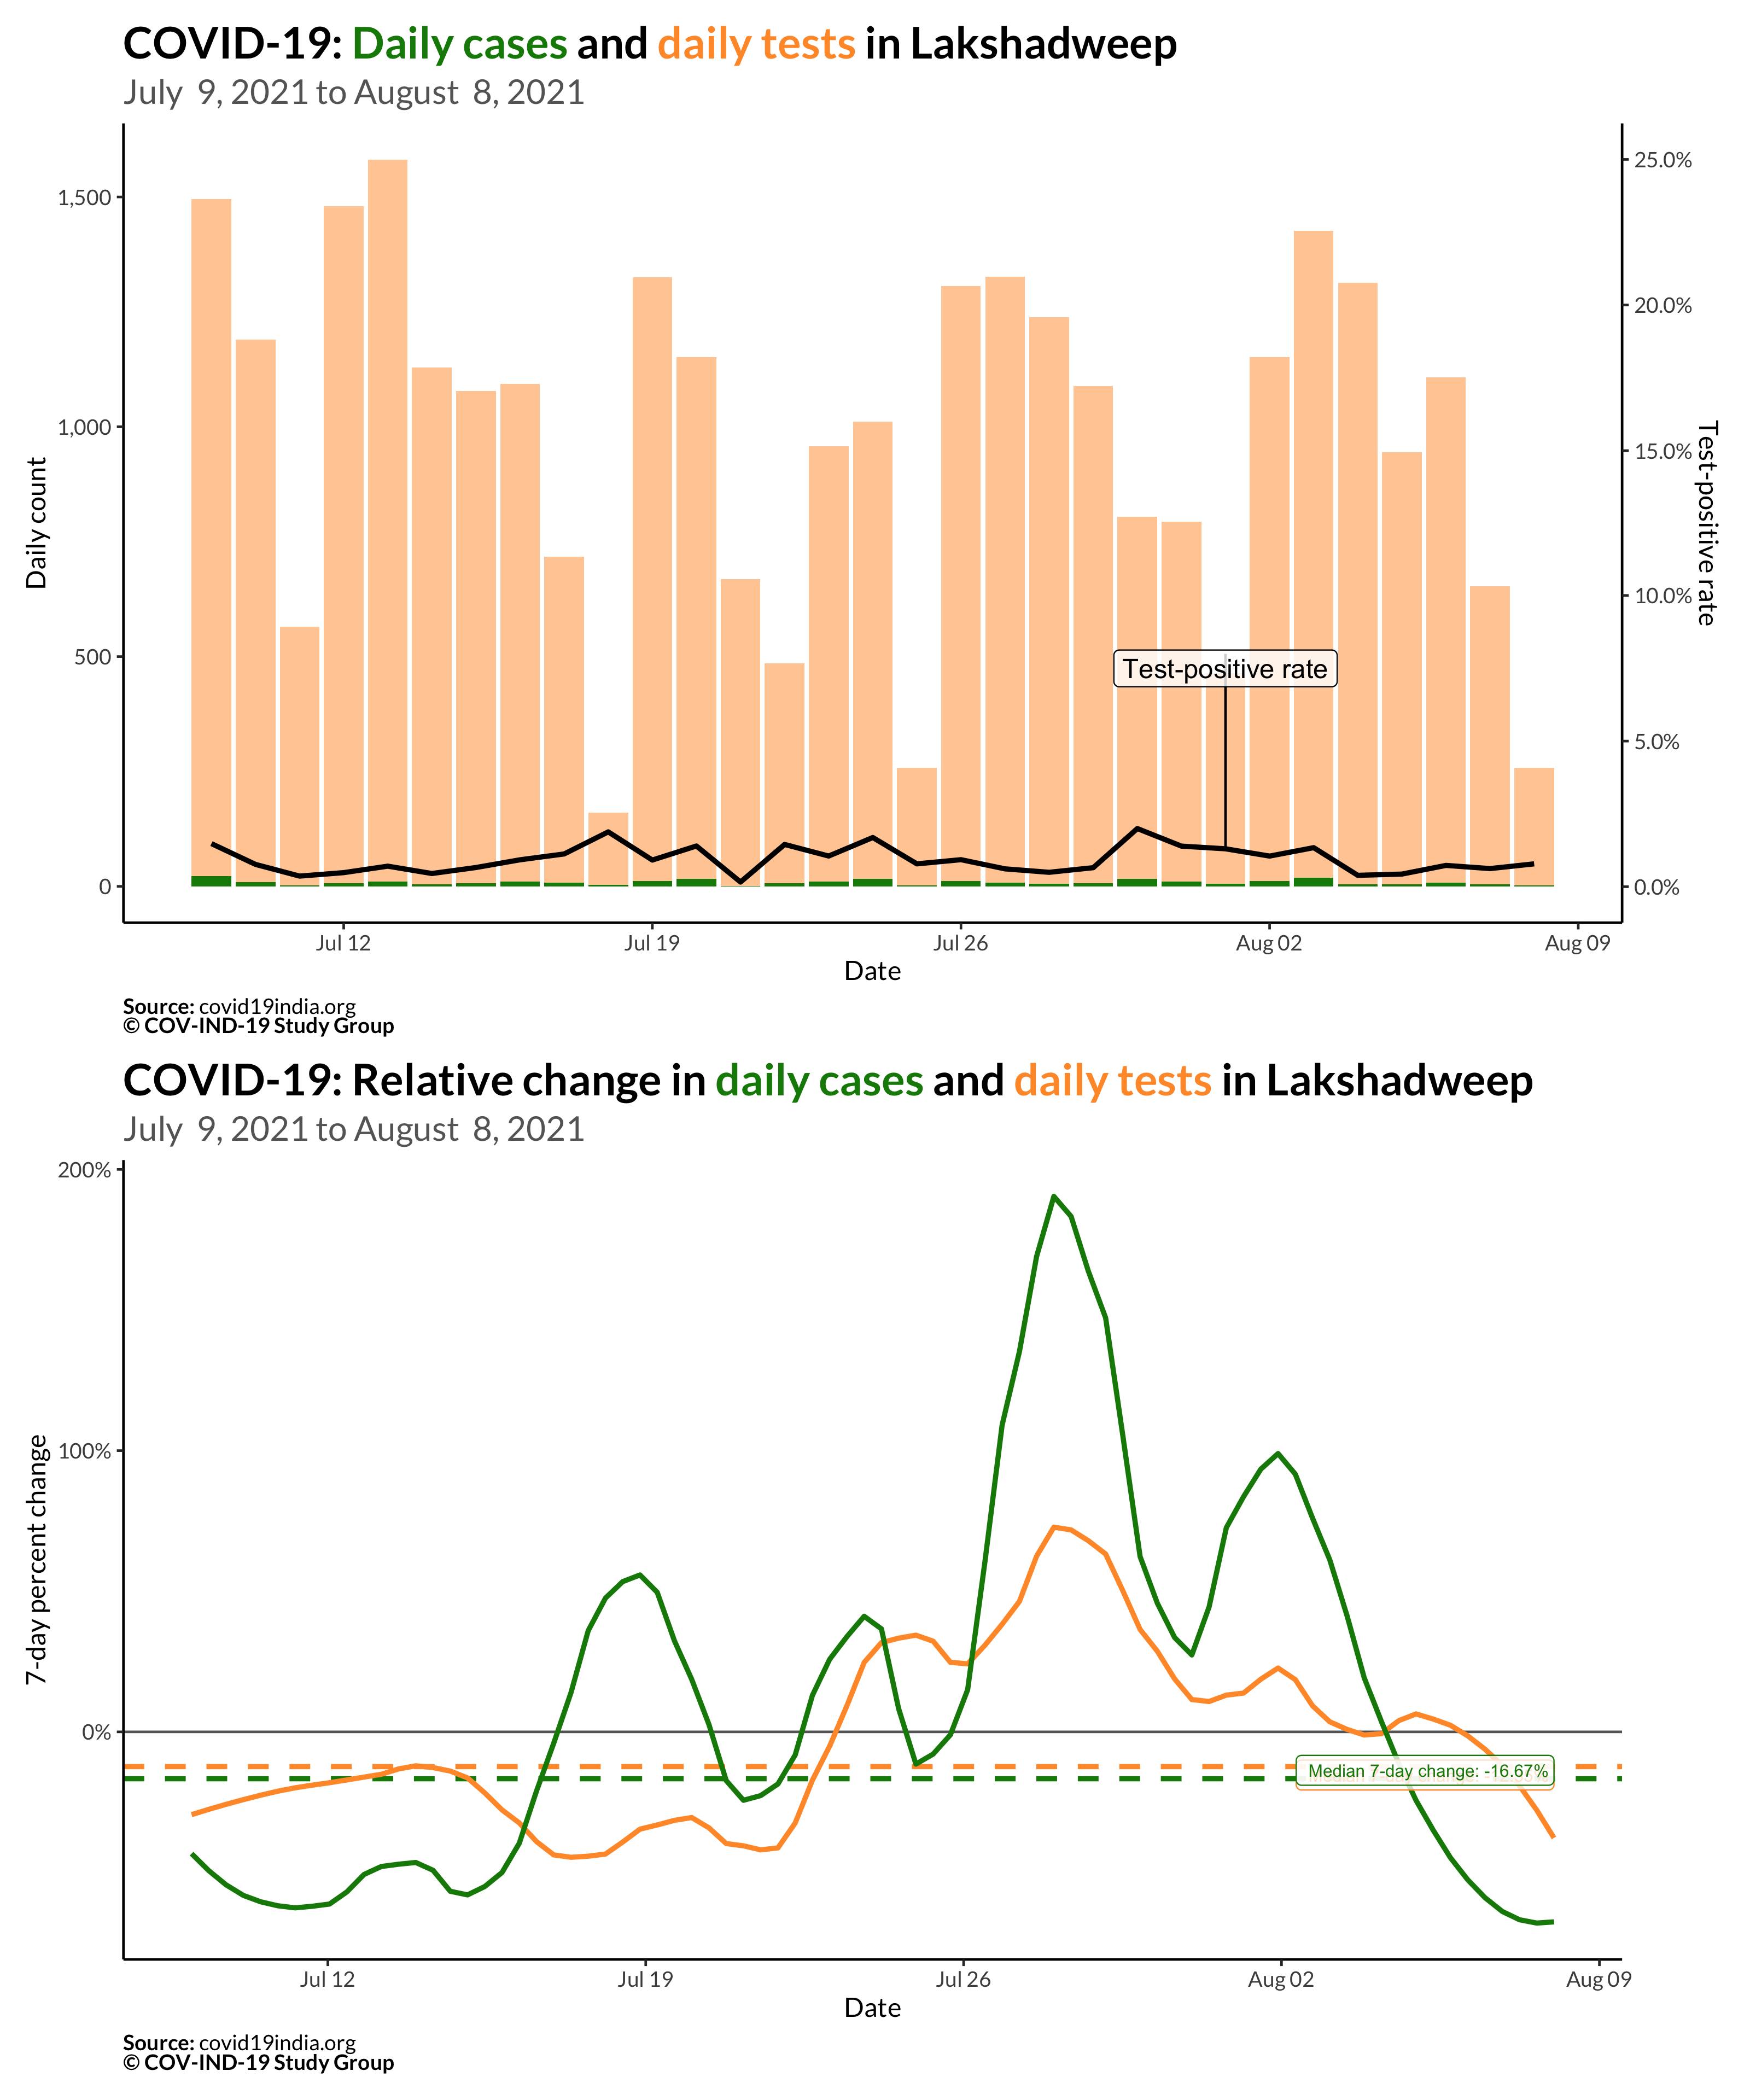 COVID-19: Daily cases and daily tests in Lakshadweep
July 9, 2021 to August 8, 2021
1,500
1,000
500
0
Daily count
25.0%
20.0%
15.0%
10.0%
5.0%
0.0%
Test-positive rate
Test-positive rate
Jul 12
Jul 19
Jul 26
Aug 02
Aug 09
Date
Source: covid19india.org
© COV-IND-19 Study Group
COVID-19: Relative change in daily cases and daily tests in Lakshadweep
July 9, 2021 to August 8, 2021
200%
100%
0%
7-day percent change
Median 7-day change: -16.67%
Jul 12
Jul 19
Jul 26
Aug 02
Aug 09
Date
Source: covid19india.org
© COV-IND-19 Study Group